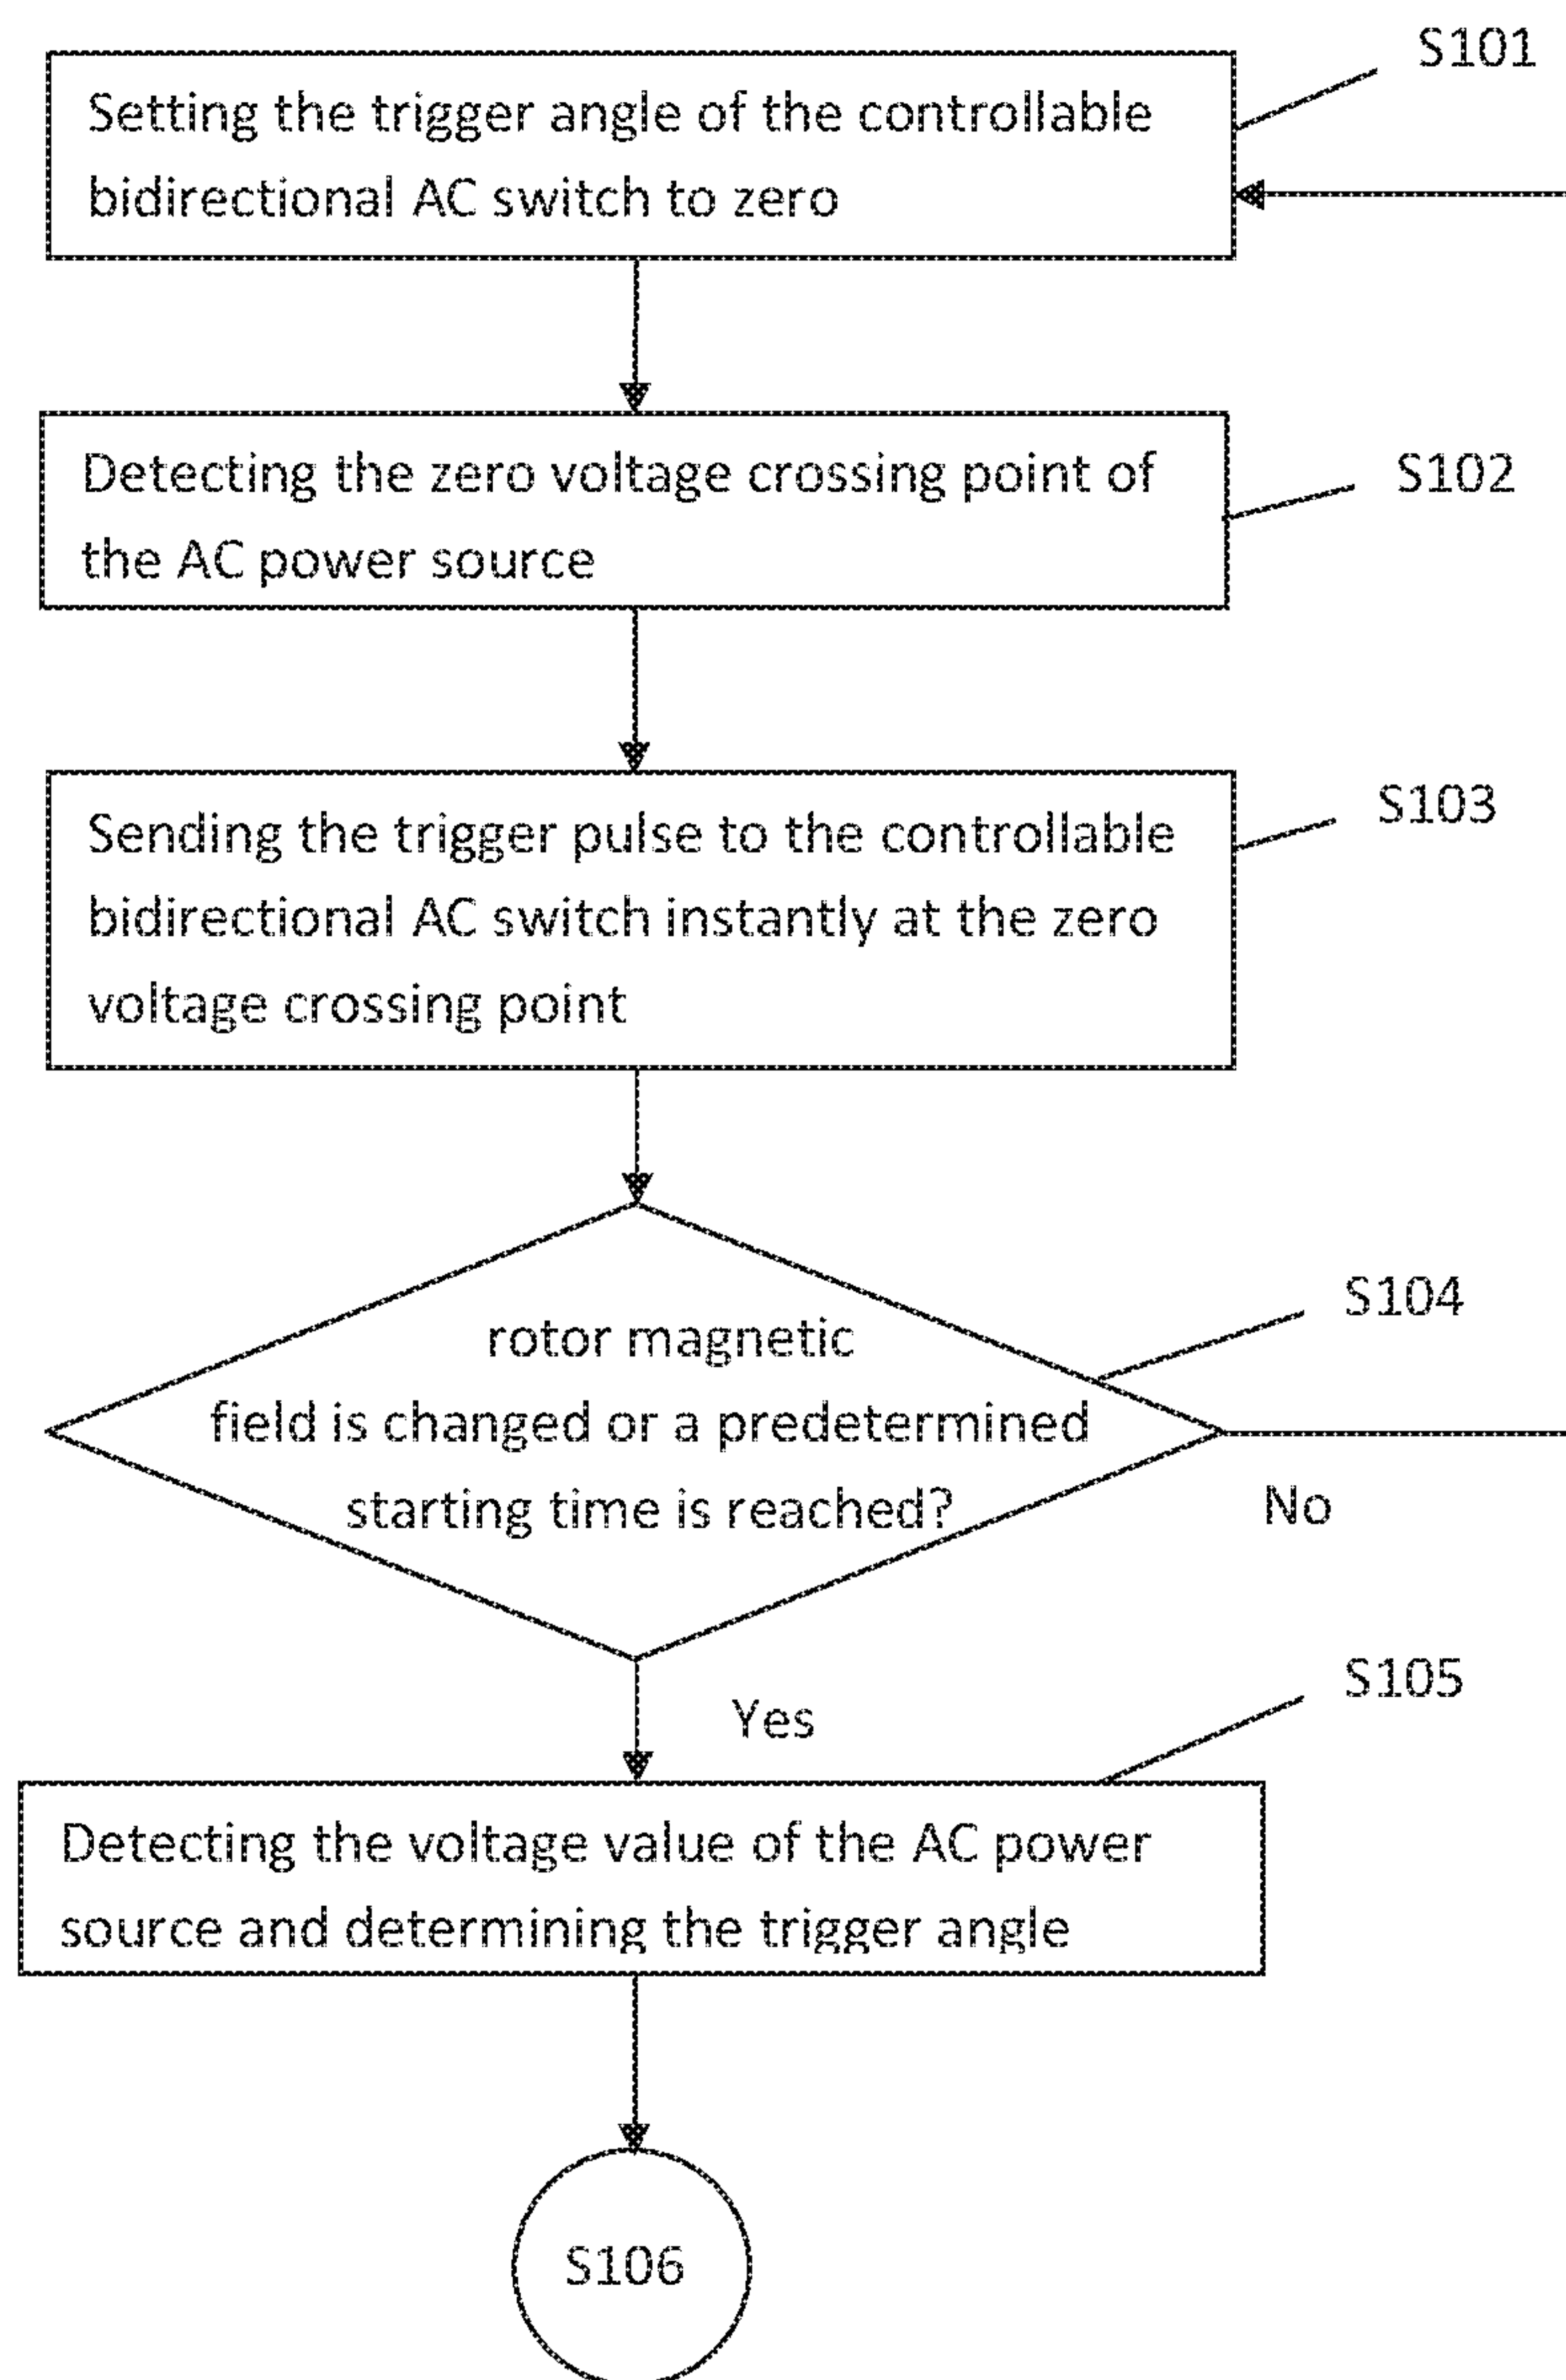 S101
Setting the trigger angle of the controllable
bidirectional AC switch to zero
Detecting the zero voltage crossing point of
the AC power source
S102
Sending the trigger pulse to the controllable
bidirectional AC switch instantly at the zero
voltage crossing point
S103
rotor magnetic
field is changed or a predetermined
starting time is reached?
S104
No
Yes
S105
Detecting the voltage value of the AC power
source and determining the trigger angle
S106